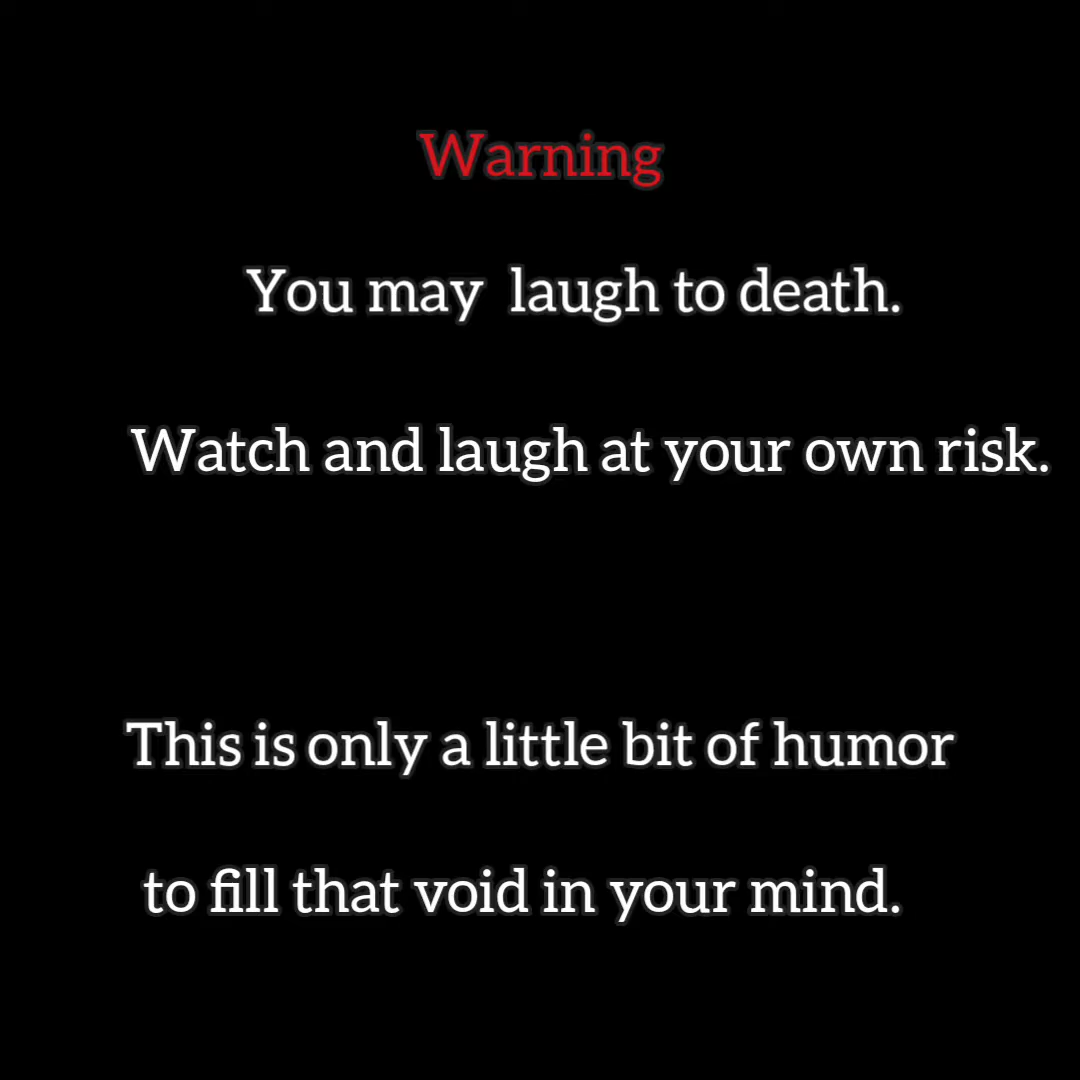 Warning
You may  laugh to death.
Watch and laugh at your own risk.
This is only a little bit of humor
to fill that void in your mind.